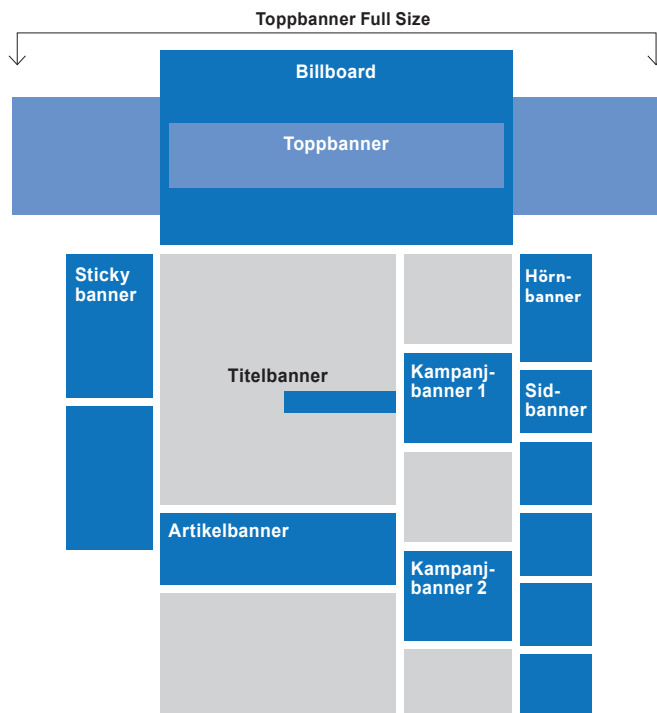 Toppbanner Full Size
Billboard
Toppbanner
Sticky
banner
Hörn-
banner
Titelbanner
Kampanj-
banner 1
Sid-
banner
Artikelbanner
Kampanj-
banner 2